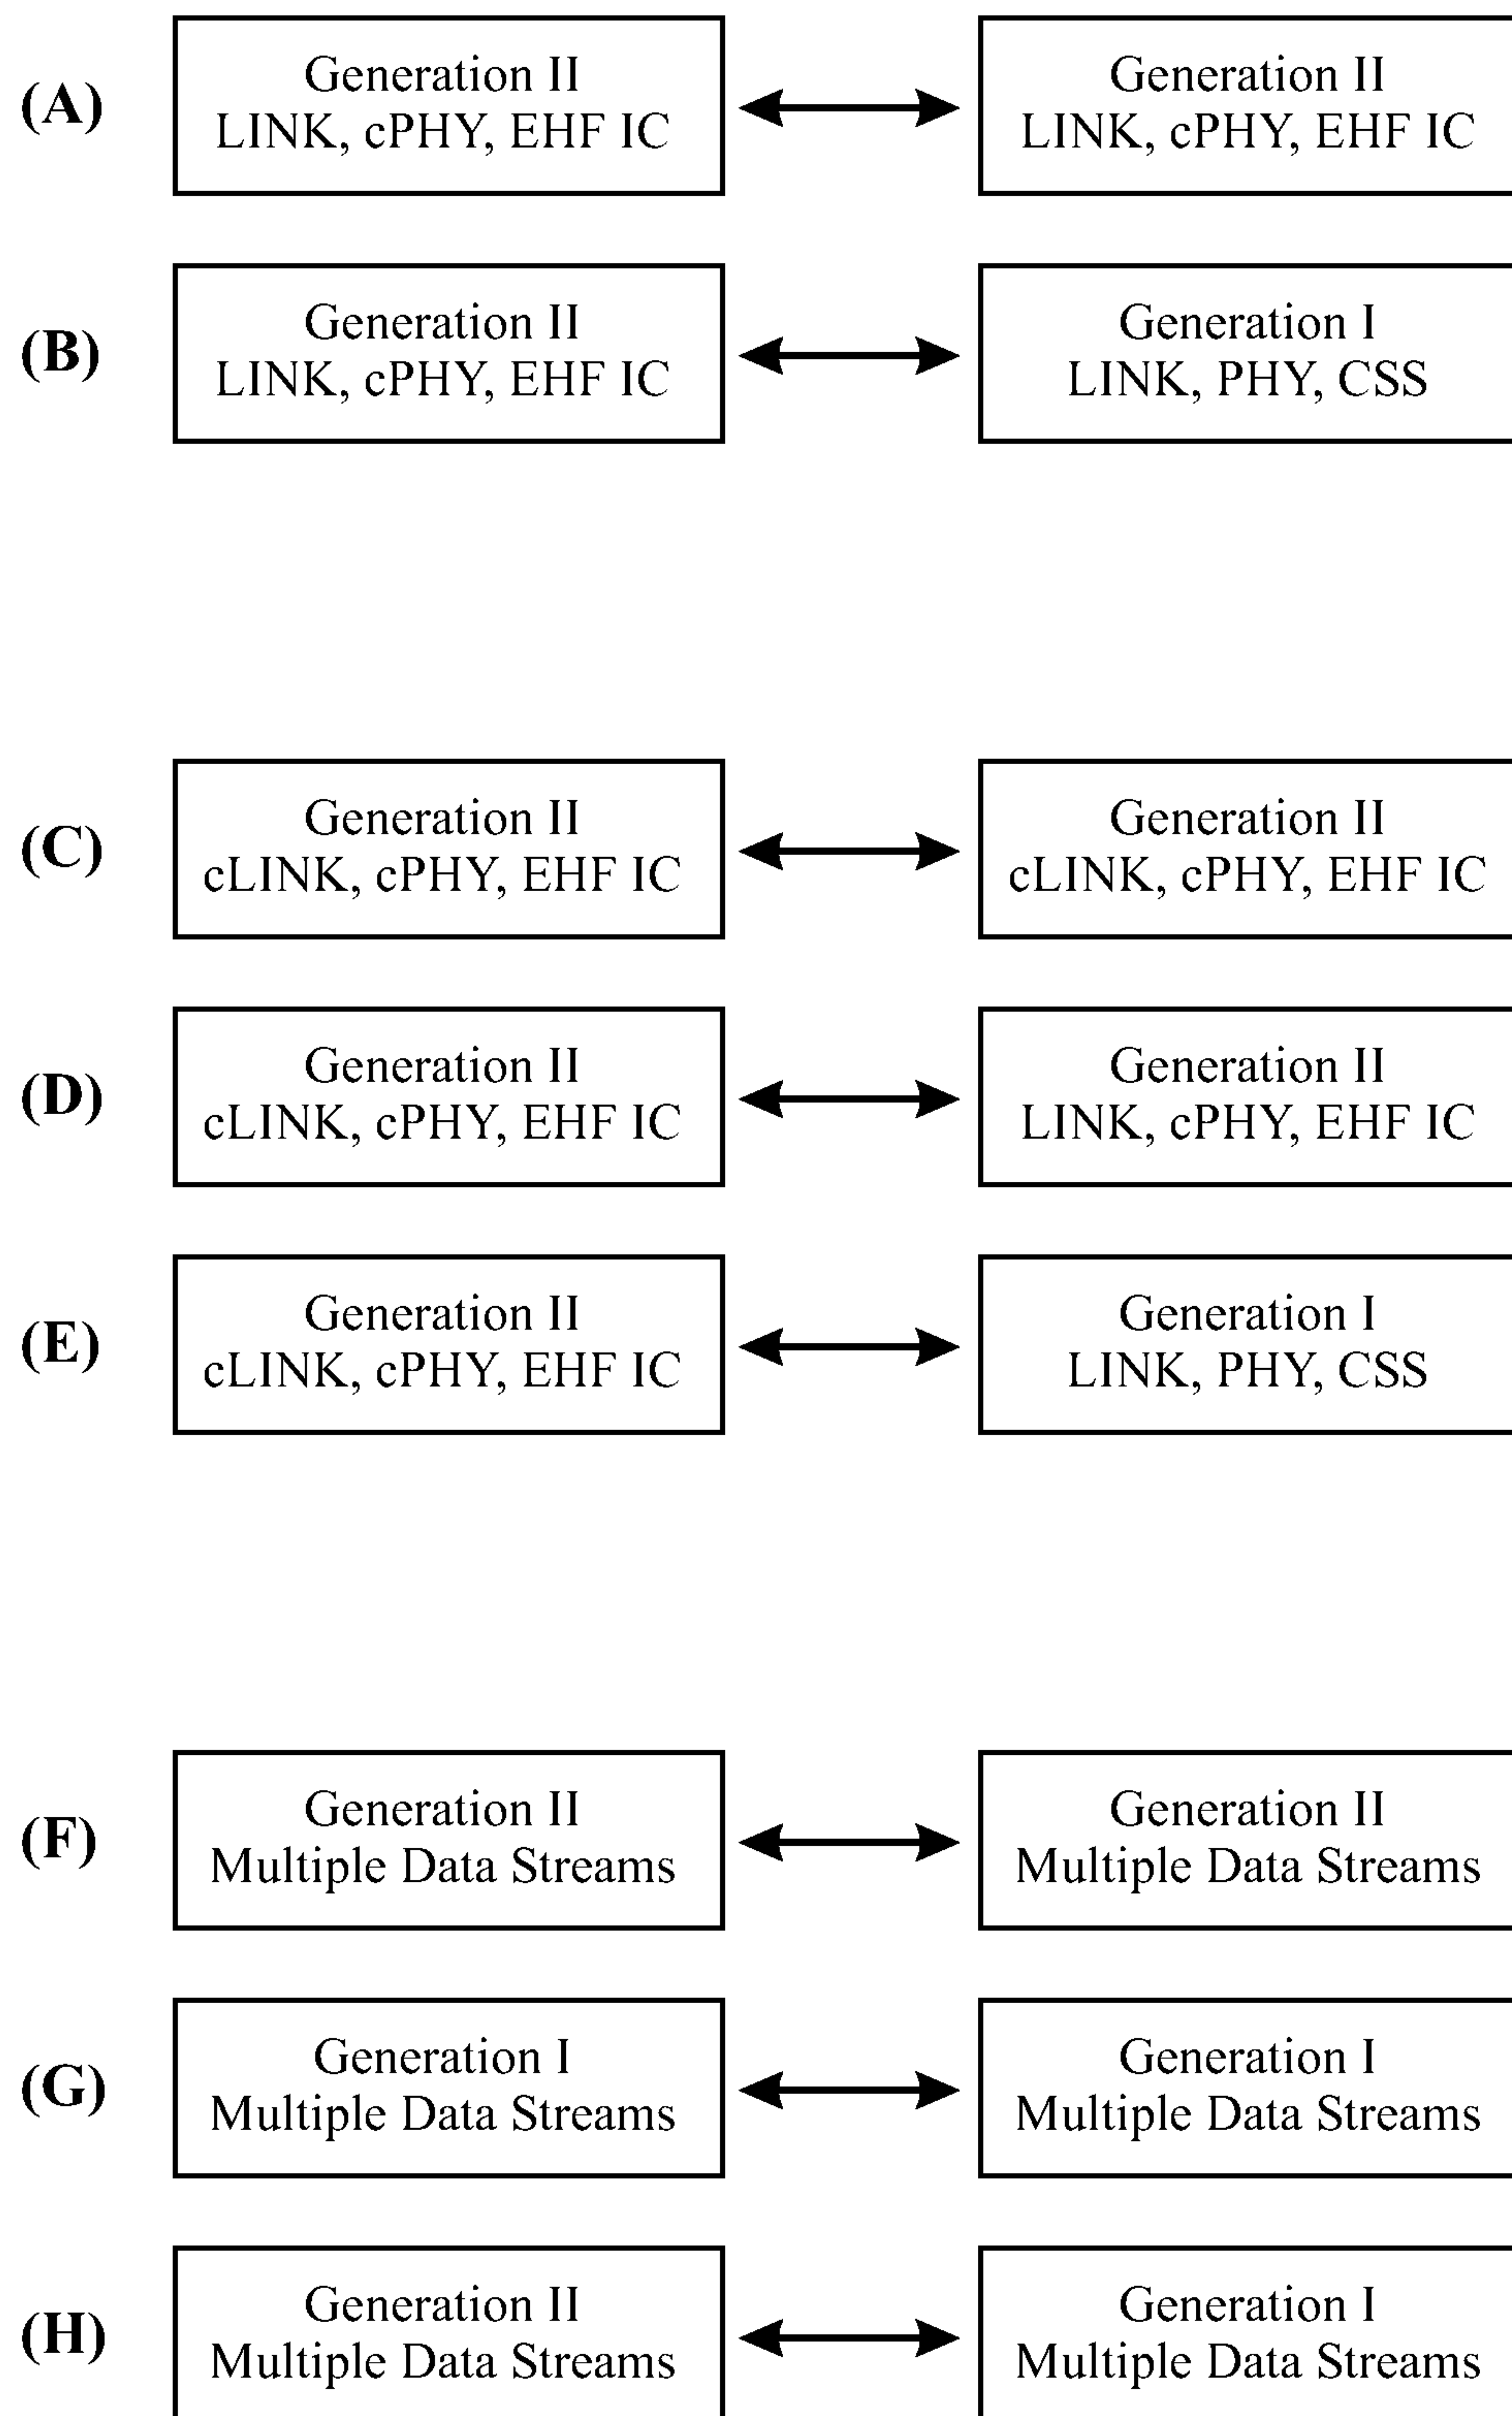 (A)
Generation II
LINK, cPHY, EHF IC
Generation II
LINK, cPHY, EHF IC
(B)
Generation II
LINK, cPHY, EHF IC
Generation I
LINK, PHY, CSS
(C)
Generation II
cLINK, cPHY, EHF IC
Generation II
cLINK, cPHY, EHF IC
(D)
Generation II
cLINK, cPHY, EHF IC
Generation II
LINK, cPHY, EHF IC
(E)
Generation II
cLINK, cPHY, EHF IC
Generation I
LINK, PHY, CSS
(F)
Generation II
Multiple Data Streams
Generation II
Multiple Data Streams
(G)
Generation I
Multiple Data Streams
Generation I
Multiple Data Streams
(H)
Generation II
Multiple Data Streams
Generation I
Multiple Data Streams